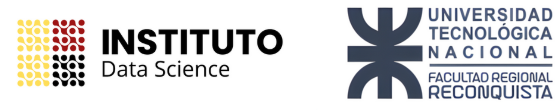 INSTITUTO
Data Science
UNIVERSIDAD
TECNOLÓGICA
NACIONAL
FACULTAD REGIONAL
RECONQUISTA